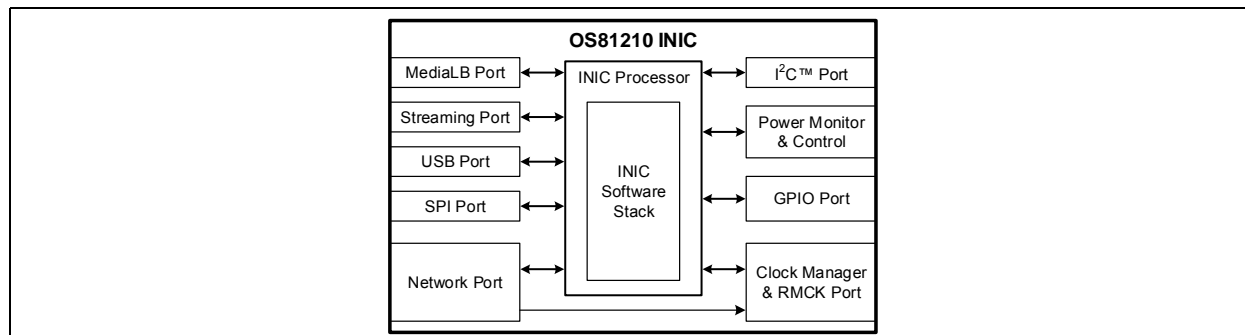 OS81210 INIC
MediaLB Port
Streaming Port
USB Port
SPI Port
Network Port
INIC Processor
INIC
Software
Stack
I²C™ Port
Power Monitor
& Control
GPIO Port
Clock Manager
& RMCK Port